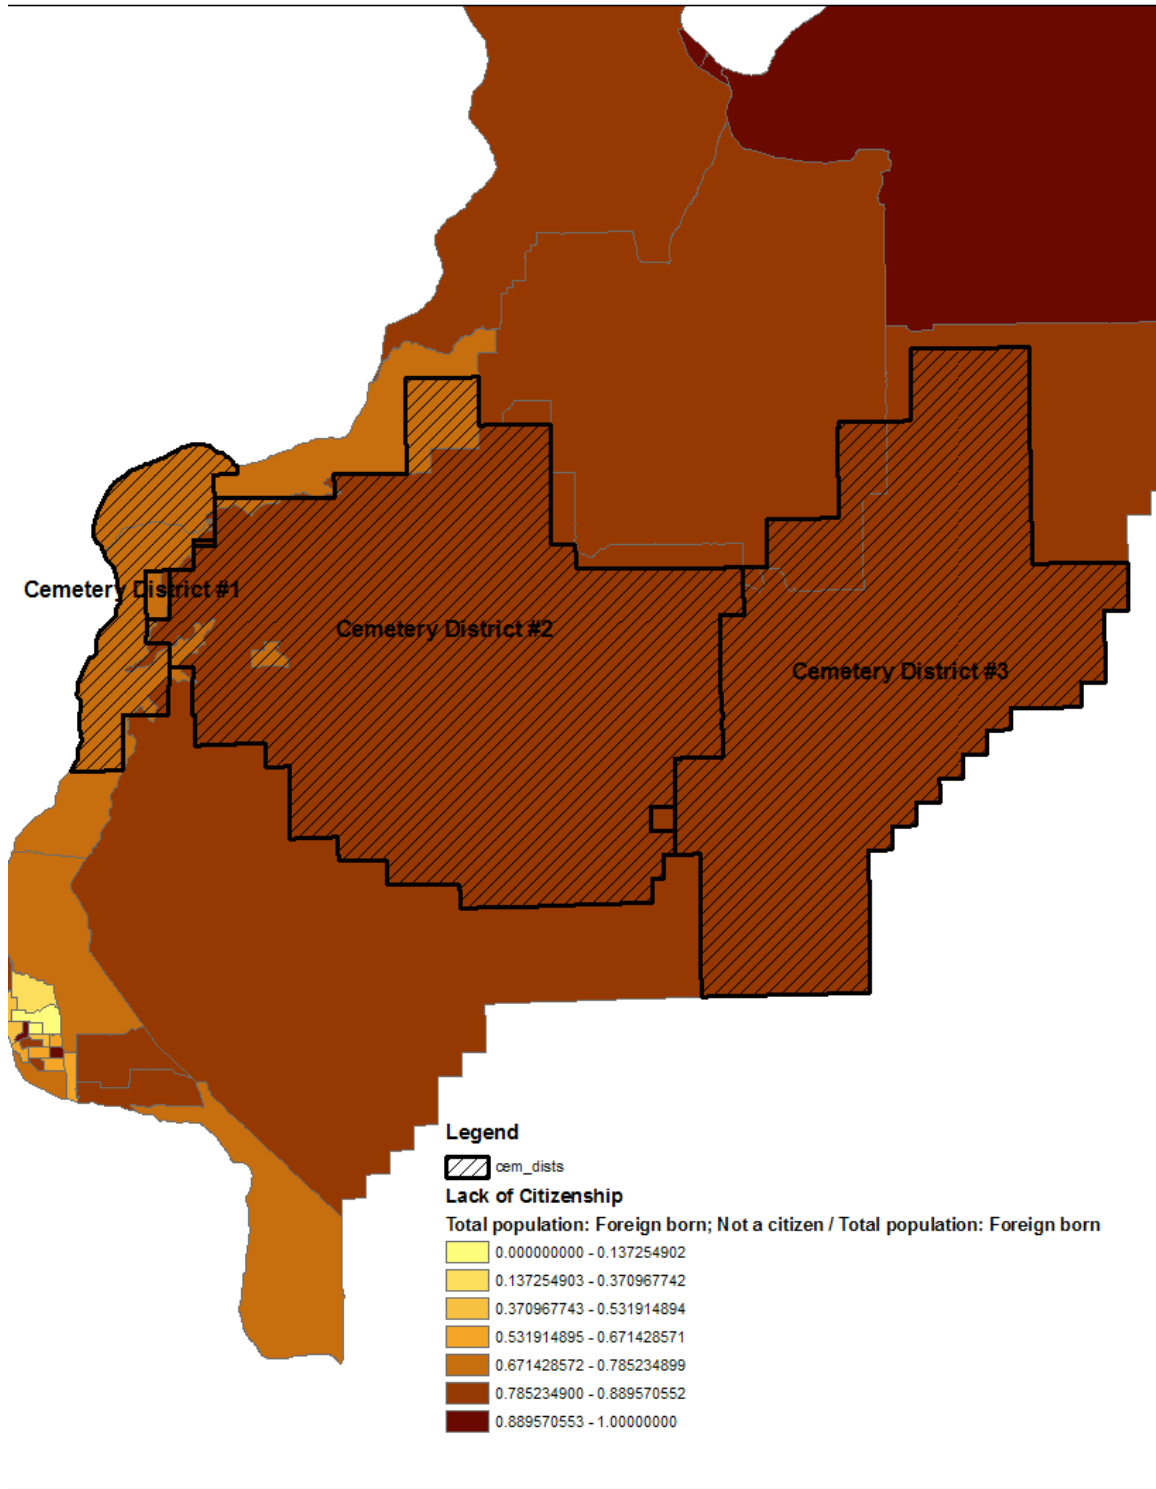 Cemetery District #1
Cemetery District #2
Cemetery District #3
Legend
cem_dists
Lack of Citizenship
Total population: Foreign born; Not a citizen / Total population: Foreign born
0.000000000 - 0.137254902
0.137254903 - 0.370967742
0.370967743 - 0.531914894
0.531914895 - 0.671428571
0.671428572 - 0.785234899
0.785234900 - 0.889570552
0.889570553 - 1.00000000